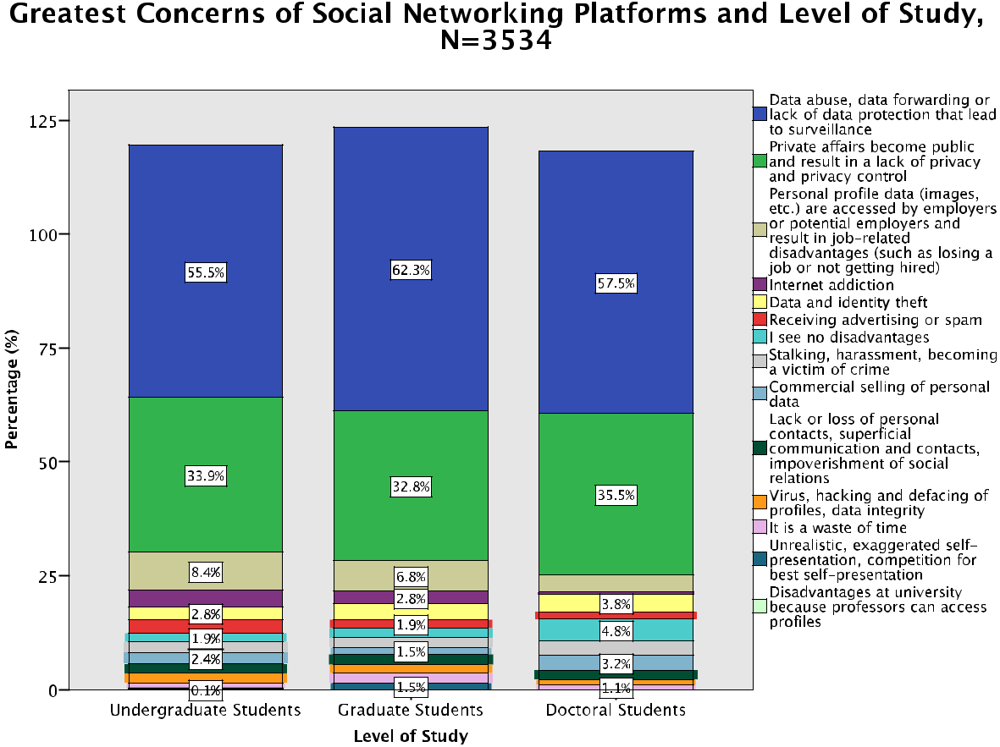 Greatest Concerns of Social Networking Platforms and Level of Study,
N=3534
Percentage (%)
125
100
75
50
25
0
55.5%
33.9%
8.4%
2.8%
1.9%
2.4%
0.1%
62.3%
32.8%
6.8%
2.8%
1.9%
1.5%
1.5%
57.5%
35.5%
3.8%
4.8%
3.2%
1.1%
Undergraduate Students
Graduate Students
Doctoral Students
Level of Study
Data abuse, data forwarding or
lack of data protection that lead
to surveillance
Private affairs become public
and result in a lack of privacy
and privacy control
Personal profile data (images,
etc.) are accessed by employers
or potential employers and
result in job-related
disadvantages (such as losing a
job or not getting hired)
Internet addiction
Data and identity theft
Receiving advertising or spam
I see no disadvantages
Stalking, harassment, becoming
a victim of crime
Commercial selling of personal
data
Lack or loss of personal
contacts, superficial
communication and contacts,
impoverishment of social
relations
Virus, hacking and defacing of
profiles, data integrity
It is a waste of time
Unrealistic, exaggerated self-
presentation, competition for
best self-presentation
Disadvantages at university
because professors can access
profiles